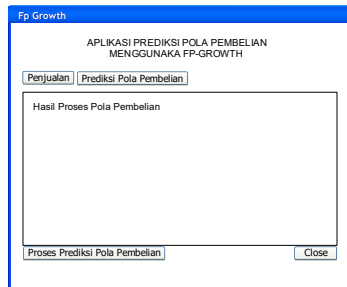 Fp Growth
APLIKASI PREDIKSI POLA PEMBELIAN
MENGGUNAKA FP-GROWTH
Penjualan Prediksi Pola Pembelian
Hasil Proses Pola Pembelian
Proses Prediksi Pola Pembelian Close